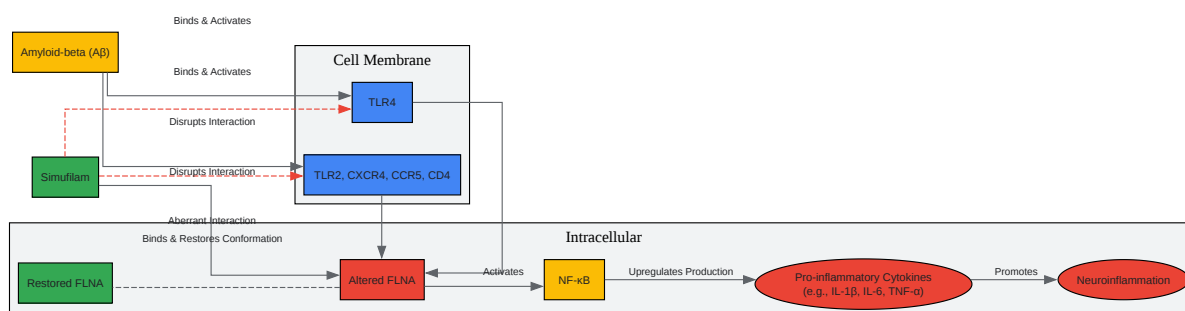 Binds & Activates
Amyloid-beta (Aβ)
Cell Membrane
Binds & Activates
TLR4
Disrupts Interaction
Simufilam
Disrupts Interaction
TLR2, CXCR4, CCR5, CD4
Aberrant Interaction
Binds & Restores Conformation
Intracellular
Restored FLNA
Altered FLNA
Activates
NF-κB
Upregulates Production
Pro-inflammatory Cytokines
(e.g., IL-1β, IL-6, TNF-α)
Promotes
Neuroinflammation